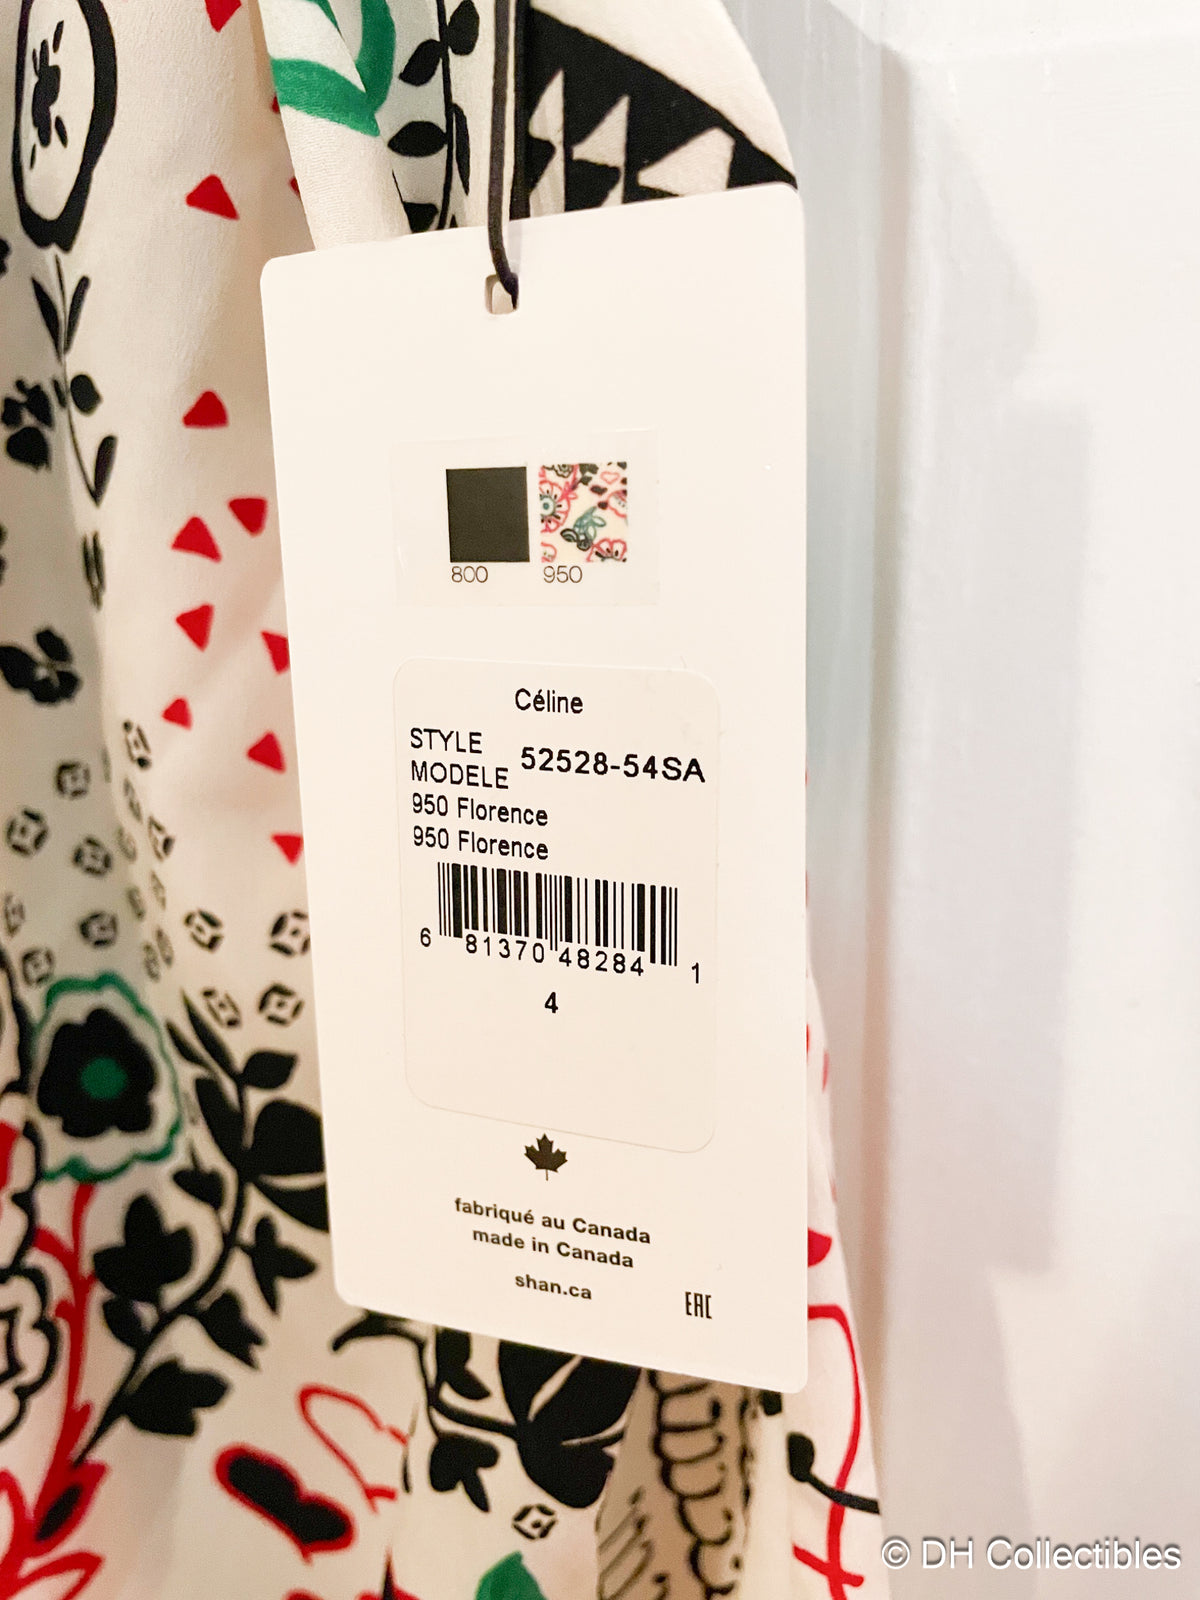 800 950
Céline
STYLE
MODELE 52528-54SA
950 Florence
950 Florence
6 81370 48284 1
4
fabriqué au Canada
made in Canada
shan.ca
EAC
© DH Collectibles